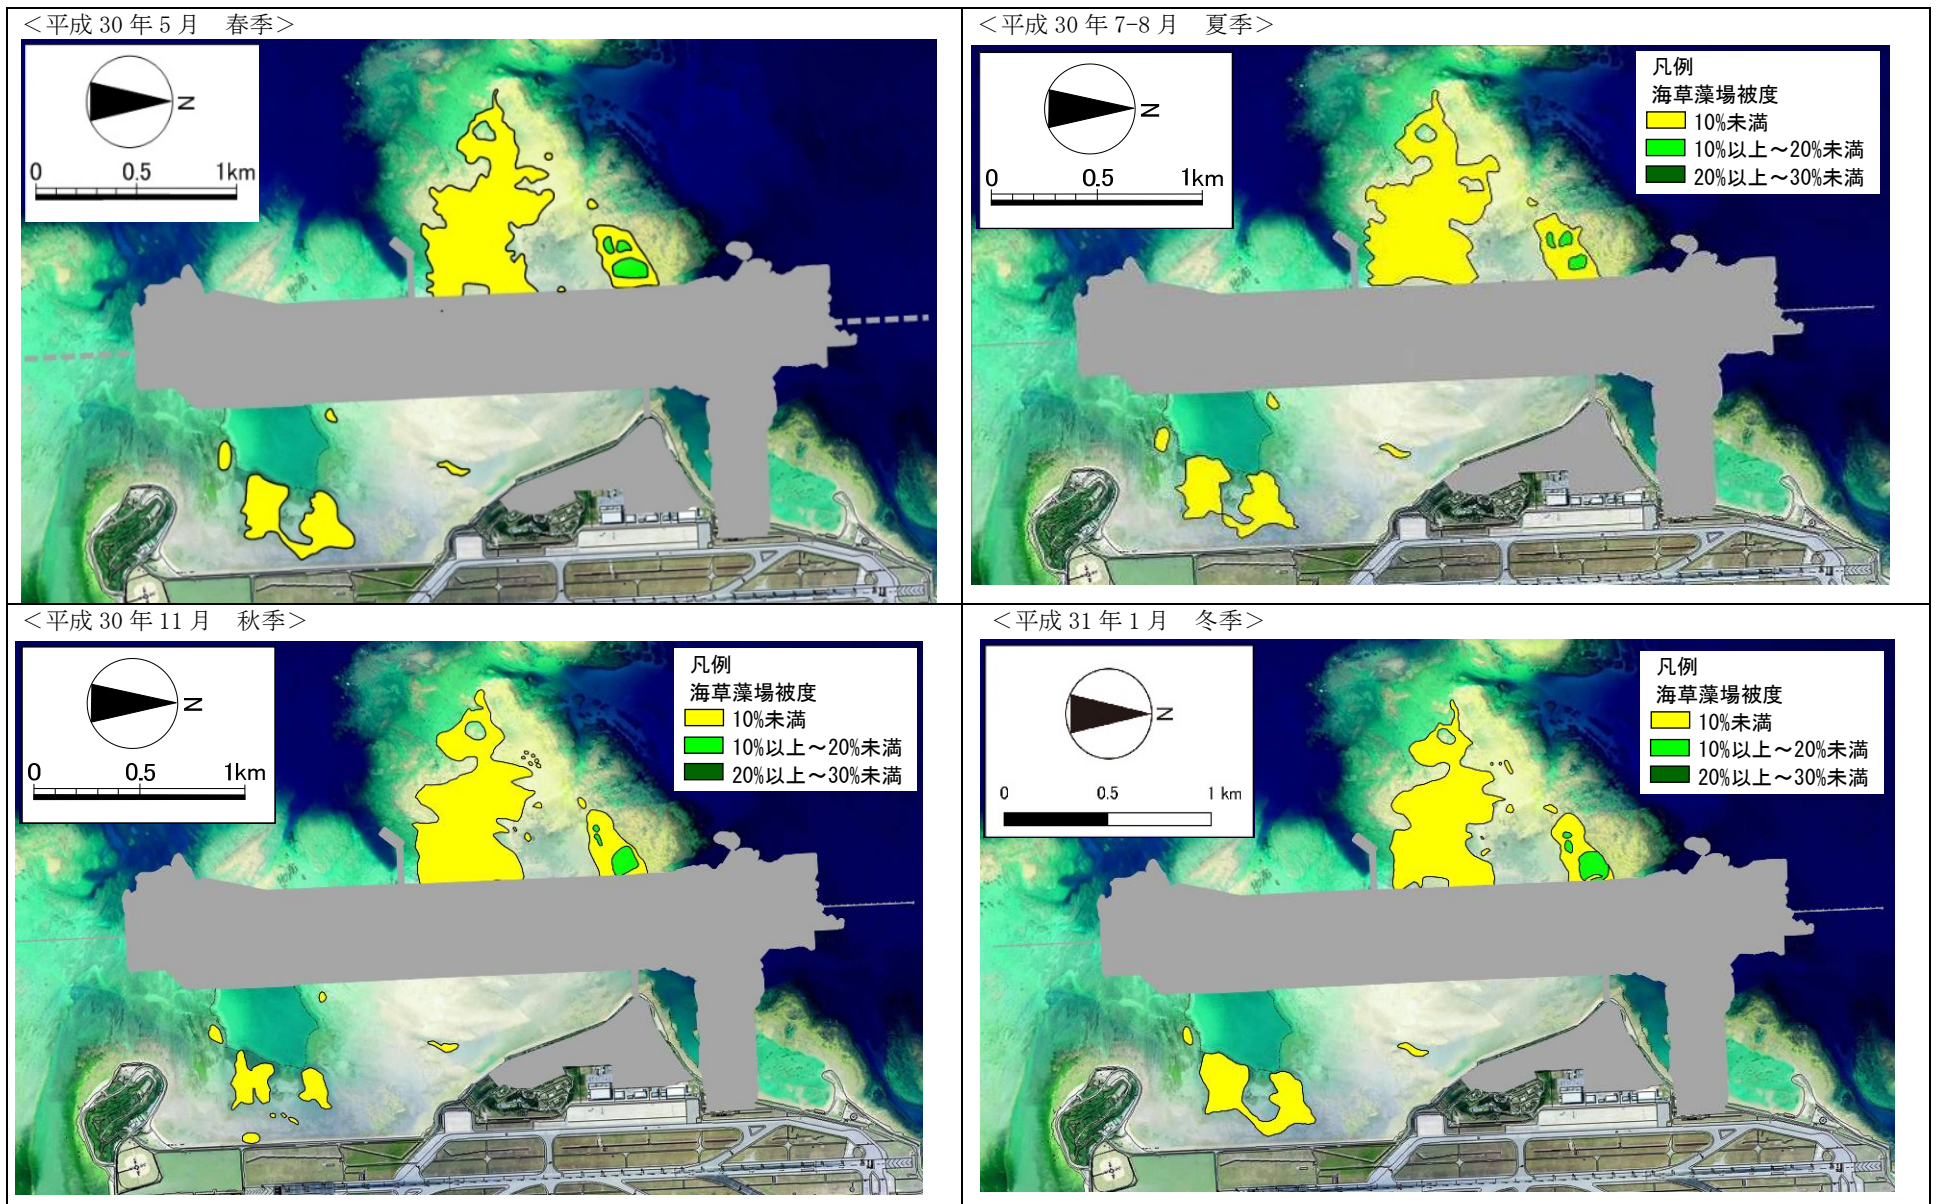 ＜平成 30 年 5 月　春季＞
N
0 0.5 1km
＜平成 30 年 7-8 月　夏季＞
N
0 0.5 1km
凡例
海草藻場被度
10%未満
10%以上～20%未満
20%以上～30%未満
＜平成 30 年 11 月　秋季＞
N
0 0.5 1km
凡例
海草藻場被度
10%未満
10%以上～20%未満
20%以上～30%未満
＜平成 31 年 1 月　冬季＞
N
0 0.5 1 km
凡例
海草藻場被度
10%未満
10%以上～20%未満
20%以上～30%未満